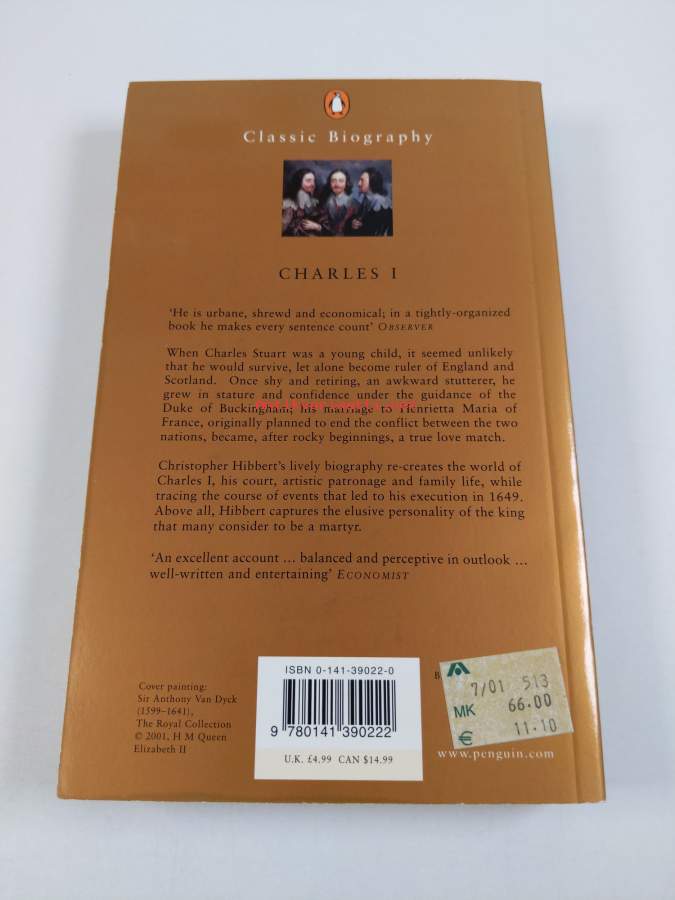 Classic Biography
CHARLES I
‘He is urbane, shrewd and economical; in a tightly-organized
book he makes every sentence count’ OBSERVER
When Charles Stuart was a young child, it seemed unlikely
that he would survive, let alone become ruler of England and
Scotland. Once shy and retiring, an awkward stutterer, he
grew in stature and confidence under the guidance of the
Duke of Buckingham; his marriage to Henrietta Maria of
France, originally planned to end the conflict between the two
nations, became, after rocky beginnings, a true love match.
Christopher Hibbert’s lively biography re-creates the world of
Charles I, his court, artistic patronage and family life, while
tracing the course of events that led to his execution in 1649.
Above all, Hibbert captures the elusive personality of the king
that many consider to be a martyr.
‘An excellent account ... balanced and perceptive in outlook ...
well-written and entertaining’ ECONOMIST
Cover painting:
Sir Anthony Van Dyck
(1599–1641),
The Royal Collection
© 2001, H M Queen
Elizabeth II
ISBN 0-141-39022-0
9 780141 390222
U.K. £4.99 CAN $14.99
B
7/01 513
MK 66.00
€ 11.10
www.penguin.com